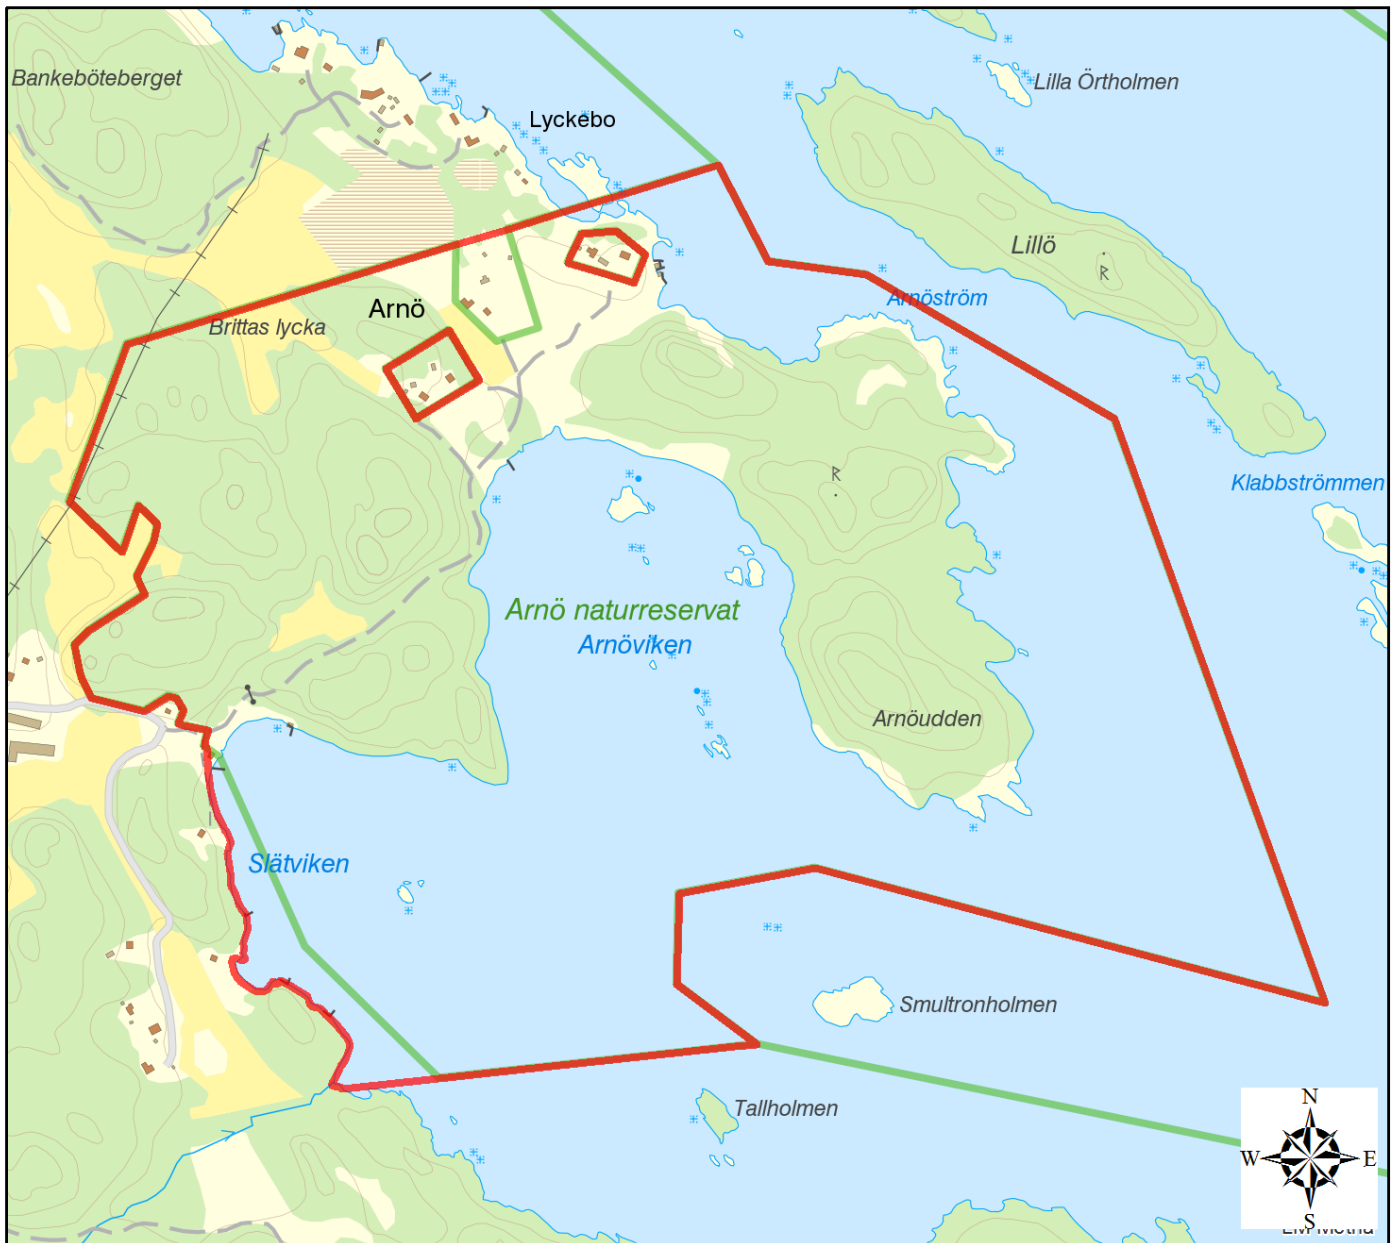 Bankeböteberget
Lilla Örtholmen
Lyckebo
Lillö
R
Arnöström
Arnö
Brittas lycka
R
Klabbströmmen
Arnö naturreservat
Arnöviken
Arnöudden
Slätviken
Smultronholmen
Tallholmen
N
W E
S